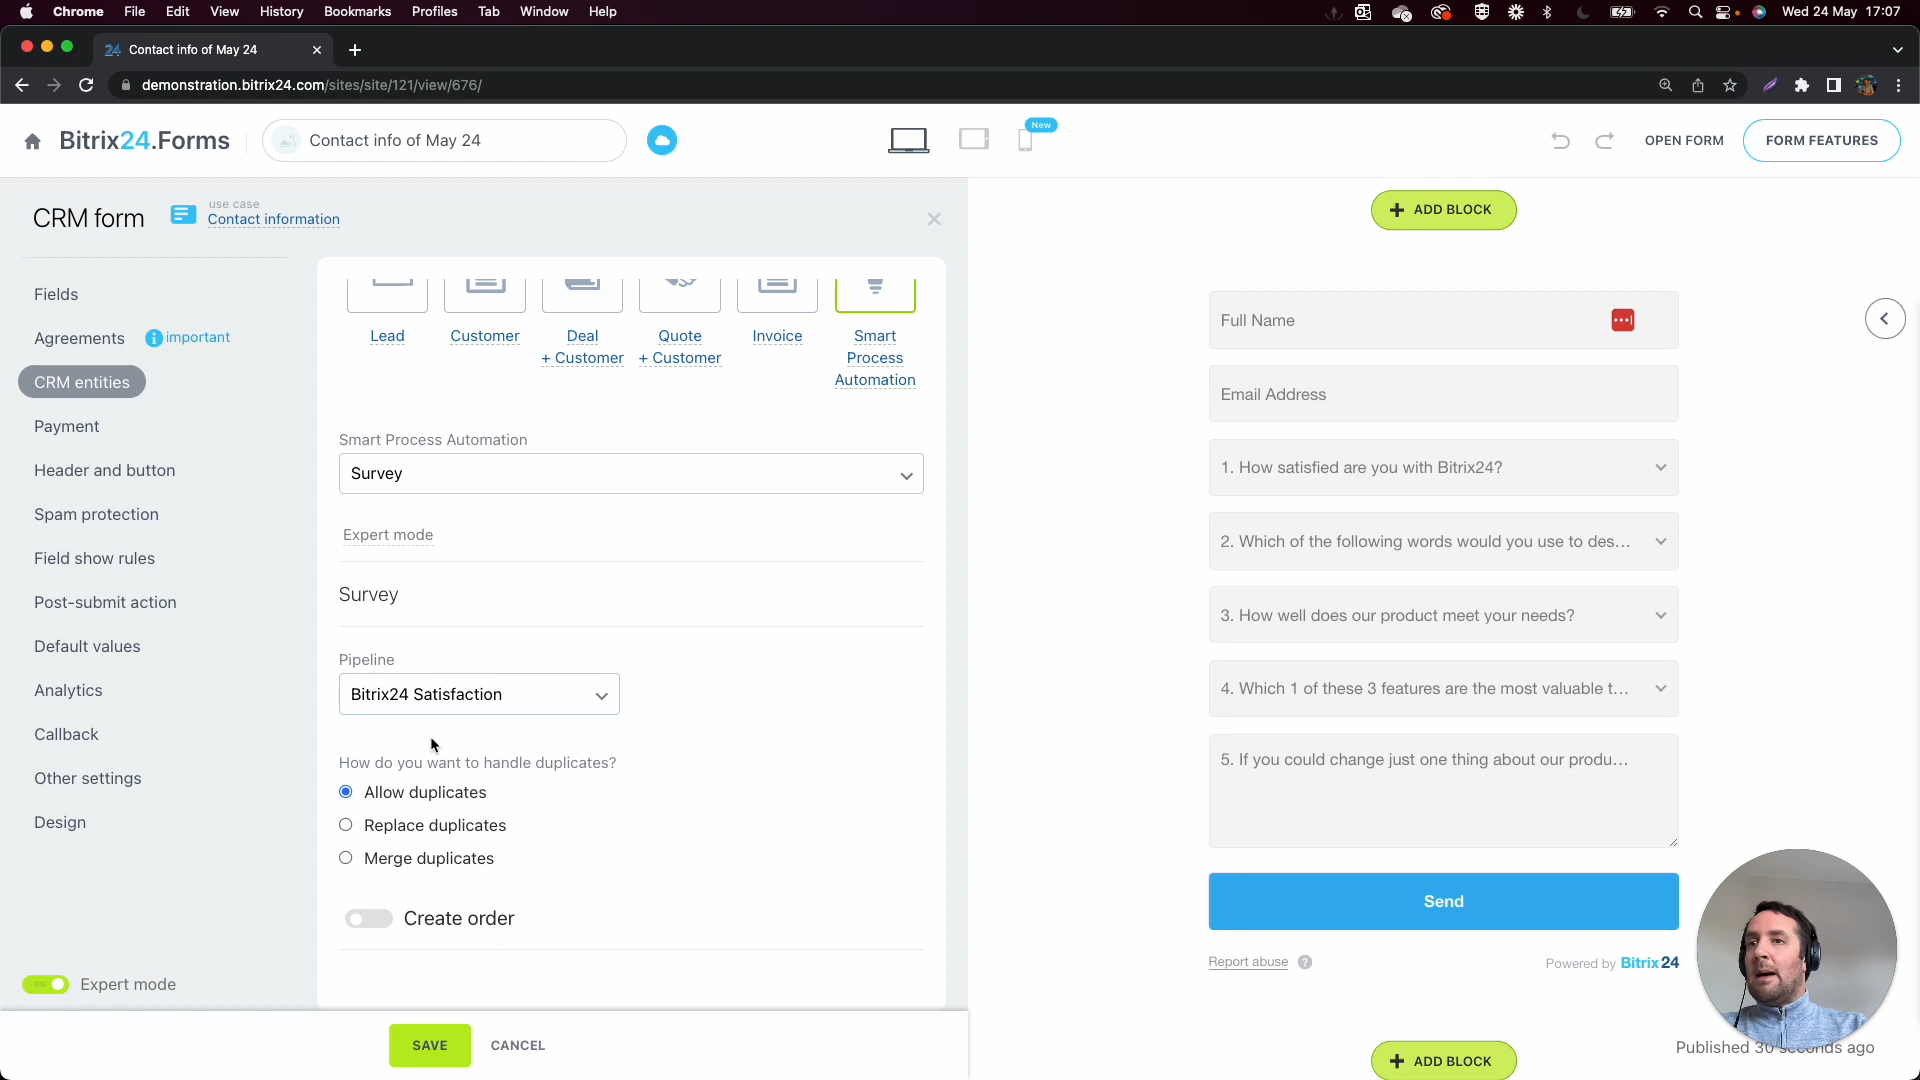 Chrome File Edit View History Bookmarks Profiles Tab Window Help
Wed 24 May 17:07
24 Contact info of May 24
demonstration.bitrix24.com/sites/site/121/view/676/
Bitrix24.Forms
Contact info of May 24
New
OPEN FORM
FORM FEATURES
CRM form
use case
Contact information
Fields
Agreements
important
CRM entities
Payment
Header and button
Spam protection
Field show rules
Post-submit action
Default values
Analytics
Callback
Other settings
Design
ON Expert mode
Lead
Customer
Deal
+ Customer
Quote
+ Customer
Invoice
Smart
Process
Automation
Smart Process Automation
Survey
Expert mode
Survey
Pipeline
Bitrix24 Satisfaction
How do you want to handle duplicates?
Allow duplicates
Replace duplicates
Merge duplicates
Create order
SAVE
CANCEL
+ ADD BLOCK
Full Name
Email Address
1. How satisfied are you with Bitrix24?
2. Which of the following words would you use to des...
3. How well does our product meet your needs?
4. Which 1 of these 3 features are the most valuable t...
5. If you could change just one thing about our produ...
Send
Report abuse ?
Powered by Bitrix24
+ ADD BLOCK
Published 30 seconds ago